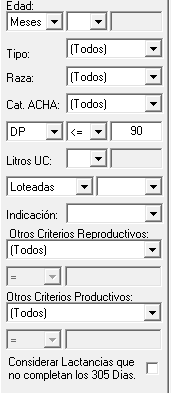 Edad:
Meses
Tipo: (Todos)
Raza: (Todos)
Cat. ACHA: (Todos)
DP <= 90
Litros UC:
Loteadas
Indicación:
Otros Criterios Reproductivos:
(Todos)
=
Otros Criterios Productivos:
(Todos)
=
Considerar Lactancias que
no completan los 305 Dias.